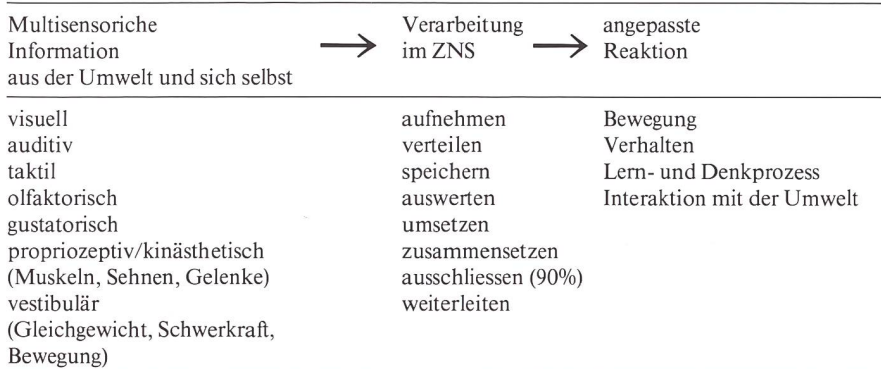 Multisensoriche
Information
aus der Umwelt und sich selbst
Verarbeitung
im ZNS
angepasste
Reaktion
visuell
auditiv
taktil
olfaktorisch
gustatorisch
propriozeptiv/kinästhetisch
(Muskeln, Sehnen, Gelenke)
vestibulär
(Gleichgewicht, Schwerkraft,
Bewegung)
aufnehmen
verteilen
speichern
auswerten
umsetzen
zusammensetzen
ausschliessen (90%)
weiterleiten
Bewegung
Verhalten
Lern- und Denkprozess
Interaktion mit der Umwelt